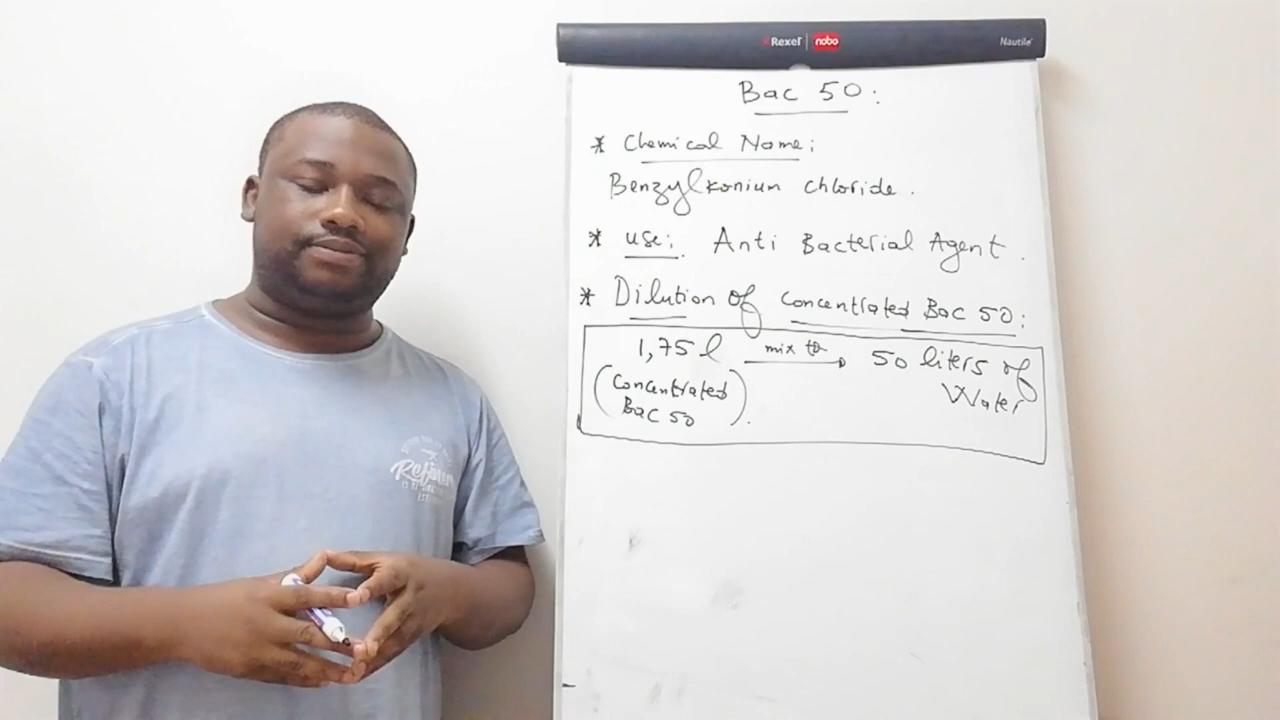 Rexel nobo Nautile
Bac 50:
* Chemical Name:
Benzylkonium chloride.
* use: Anti Bacterial Agent.
* Dilution of concentrated Bac 50:
1,75 l mix to → 50 liters of Water
(Concentrated Bac 50).